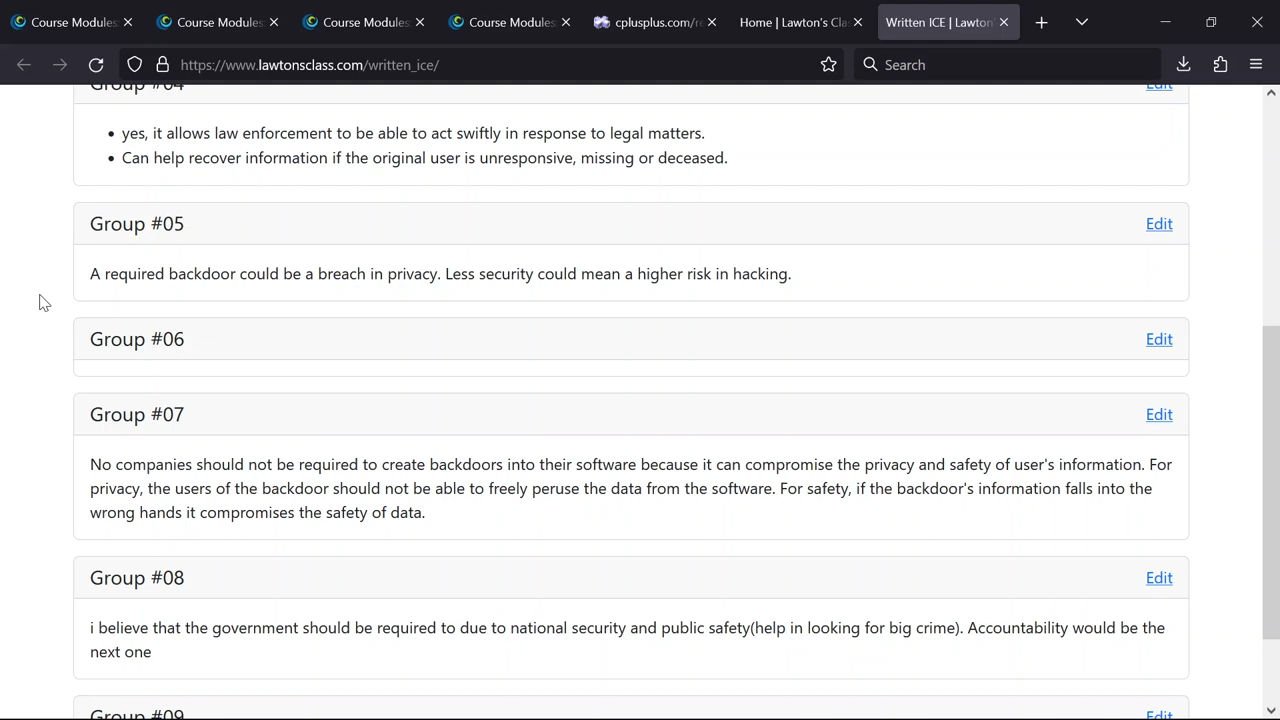 Course Modules:
Course Modules:
Course Modules:
Course Modules:
cplusplus.com/re
Home | Lawton's Cla
Written ICE | Lawton'
https://www.lawtonsclass.com/written_ice/
Search
Group #04
Edit
• yes, it allows law enforcement to be able to act swiftly in response to legal matters.
• Can help recover information if the original user is unresponsive, missing or deceased.
Group #05
Edit
A required backdoor could be a breach in privacy. Less security could mean a higher risk in hacking.
Group #06
Edit
Group #07
Edit
No companies should not be required to create backdoors into their software because it can compromise the privacy and safety of user's information. For
privacy, the users of the backdoor should not be able to freely peruse the data from the software. For safety, if the backdoor's information falls into the
wrong hands it compromises the safety of data.
Group #08
Edit
i believe that the government should be required to due to national security and public safety(help in looking for big crime). Accountability would be the
next one
Group #09
Edit